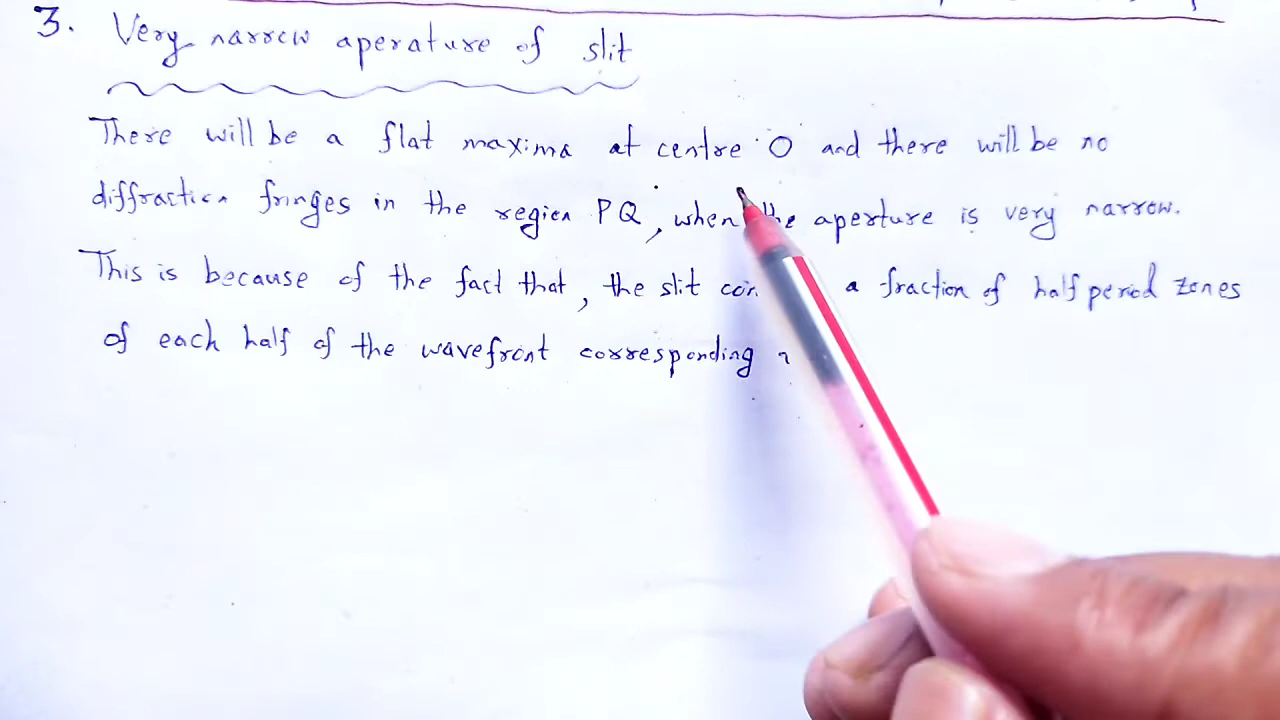 3. Very narrow aperature of slit
There will be a flat maxima at centre 'O and there will be no
diffraction fringes in the region PQ, when the aperture is very narrow.
This is because of the fact that, the slit a fraction of half period zones
of each half of the wavefront corresponding